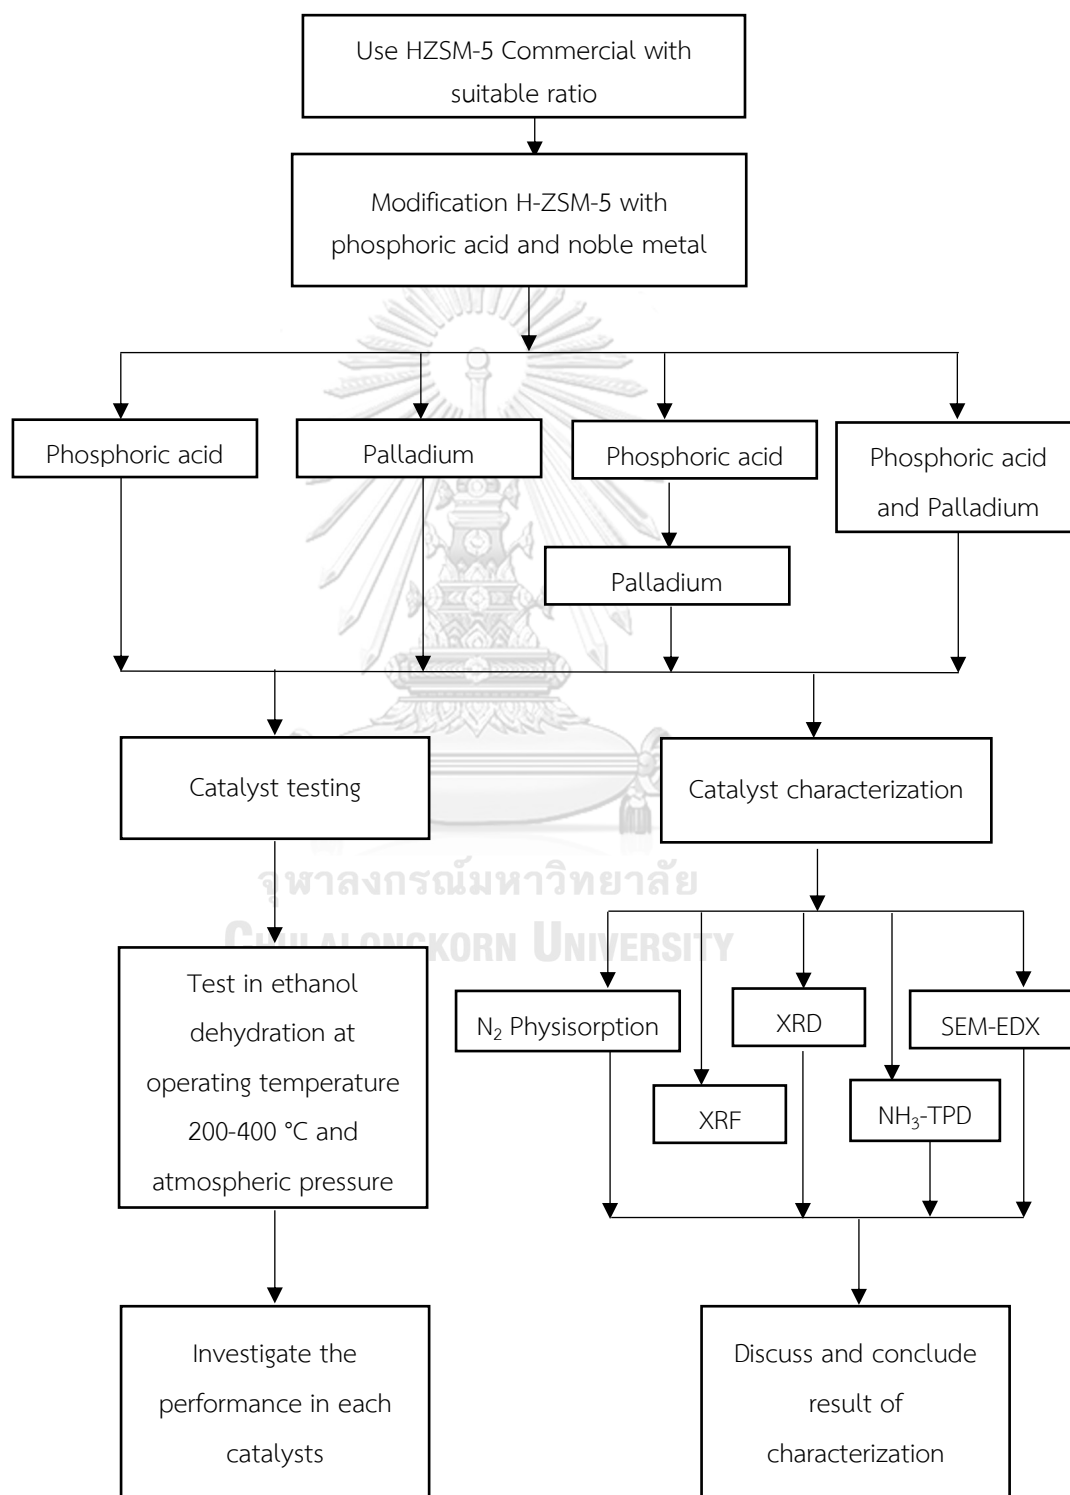 Use HZSM-5 Commercial with
suitable ratio
Modification H-ZSM-5 with
phosphoric acid and noble metal
Phosphoric acid
Palladium
Phosphoric acid
Phosphoric acid
and Palladium
Palladium
Catalyst testing
Catalyst characterization
จุฬาลงกรณ์มหาวิทยาลัย
CHULALONGKORN UNIVERSITY
Test in ethanol
dehydration at
operating temperature
200-400 °C and
atmospheric pressure
N₂ Physisorption
XRD
SEM-EDX
XRF
NH₃-TPD
Investigate the
performance in each
catalysts
Discuss and conclude
result of
characterization